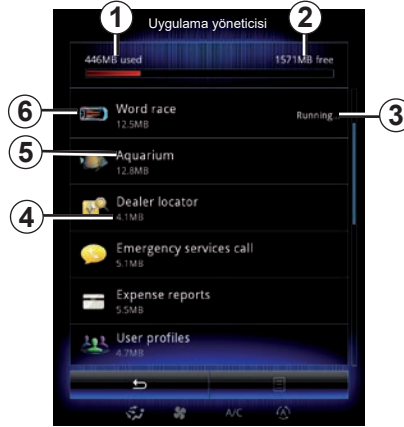 1
2
Uygulama yöneticisi
446MB used
1571MB free
6
Word race
Running...
3
12.5MB
5
Aquarium
12.8MB
Dealer locator
4
4.1MB
Emergency services call
5.1MB
Expense reports
5.5MB
User profiles
4.7MB
A/C
A